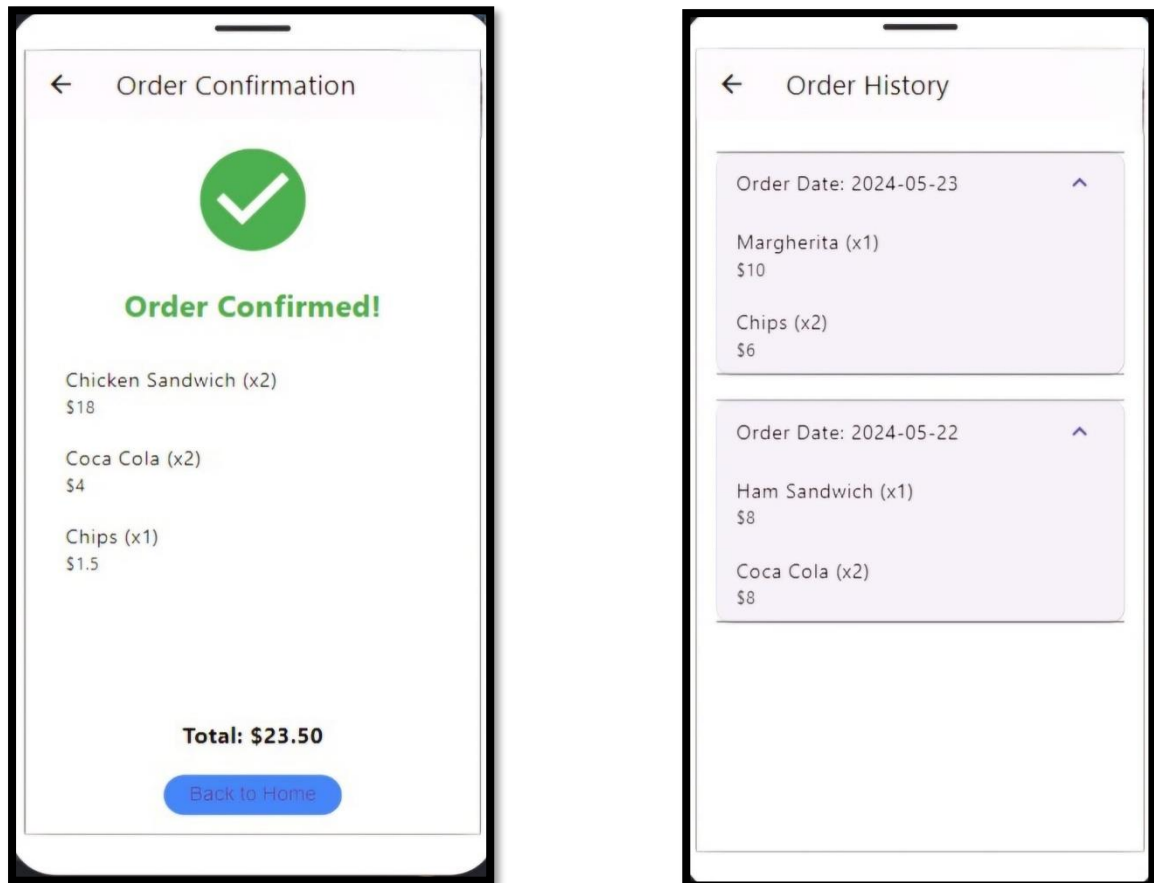 Order Confirmation
Order Confirmed!
Chicken Sandwich (x2)
$18
Coca Cola (x2)
$4
Chips (x1)
$1.5
Total: $23.50
Back to Home
Order History
Order Date: 2024-05-23
Margherita (x1)
$10
Chips (x2)
$6
Order Date: 2024-05-22
Ham Sandwich (x1)
$8
Coca Cola (x2)
$8